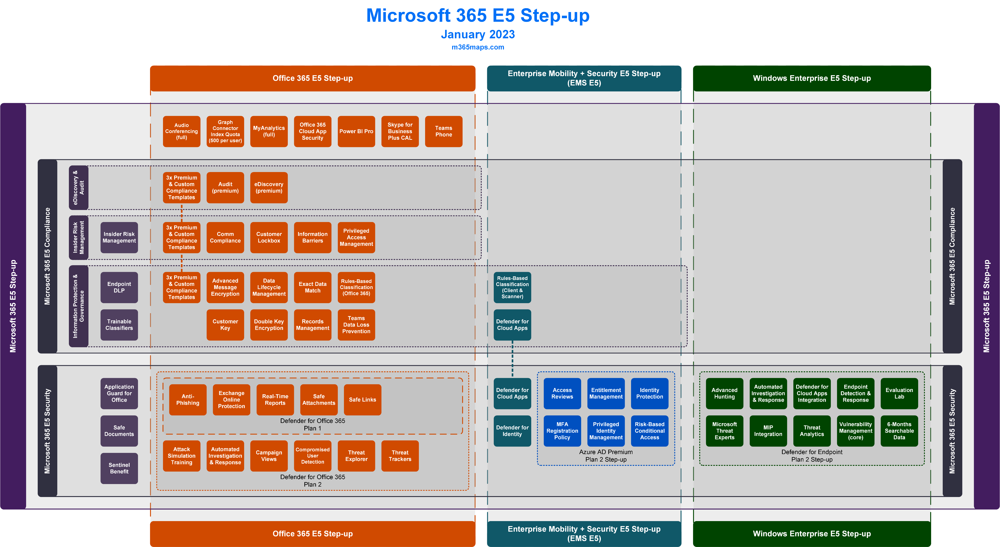 Microsoft 365 E5 Step-up
January 2023
m365maps.com
Office 365 E5 Step-up
Enterprise Mobility + Security E5 Step-up
(EMS E5)
Windows Enterprise E5 Step-up
Microsoft 365 E5 Step-up
Audio
Conferencing
(full)
Graph
Connector
Index Quota
(500 per user)
MyAnalytics
(full)
Office 365
Cloud App
Security
Power BI Pro
Skype for
Business
Plus CAL
Teams
Phone
Microsoft 365 E5 Step-up
Microsoft 365 E5 Compliance
eDiscovery &
Audit
3x Premium
& Custom
Compliance
Templates
Audit
(premium)
eDiscovery
(premium)
Insider Risk
Management
Insider Risk
Management
3x Premium
& Custom
Compliance
Templates
Comm
Compliance
Customer
Lockbox
Information
Barriers
Privileged
Access
Management
Information Protection &
Governance
Endpoint
DLP
3x Premium
& Custom
Compliance
Templates
Advanced
Message
Encryption
Data
Lifecycle
Management
Exact Data
Match
Rules-Based
Classification
(Office 365)
Rules-Based
Classification
(Client &
Scanner)
Trainable
Classifiers
Customer
Key
Double Key
Encryption
Records
Management
Teams
Data Loss
Prevention
Defender for
Cloud Apps
Microsoft 365 E5 Compliance
Microsoft 365 E5 Security
Application
Guard for
Office
Safe
Documents
Sentinel
Benefit
Anti-
Phishing
Exchange
Online
Protection
Real-Time
Reports
Safe
Attachments
Safe Links
Defender for Office 365
Plan 1
Attack
Simulation
Training
Automated
Investigation
& Response
Campaign
Views
Compromised
User
Detection
Threat
Explorer
Threat
Trackers
Defender for Office 365
Plan 2
Defender for
Cloud Apps
Defender for
Identity
Access
Reviews
Entitlement
Management
Identity
Protection
MFA
Registration
Policy
Privileged
Identity
Management
Risk-Based
Conditional
Access
Azure AD Premium
Plan 2 Step-up
Advanced
Hunting
Automated
Investigation
& Response
Defender for
Cloud Apps
Integration
Endpoint
Detection &
Response
Evaluation
Lab
Microsoft
Threat
Experts
MIP
Integration
Threat
Analytics
Vulnerability
Management
(core)
6-Months
Searchable
Data
Defender for Endpoint
Plan 2 Step-up
Microsoft 365 E5 Security
Office 365 E5 Step-up
Enterprise Mobility + Security E5 Step-up
(EMS E5)
Windows Enterprise E5 Step-up